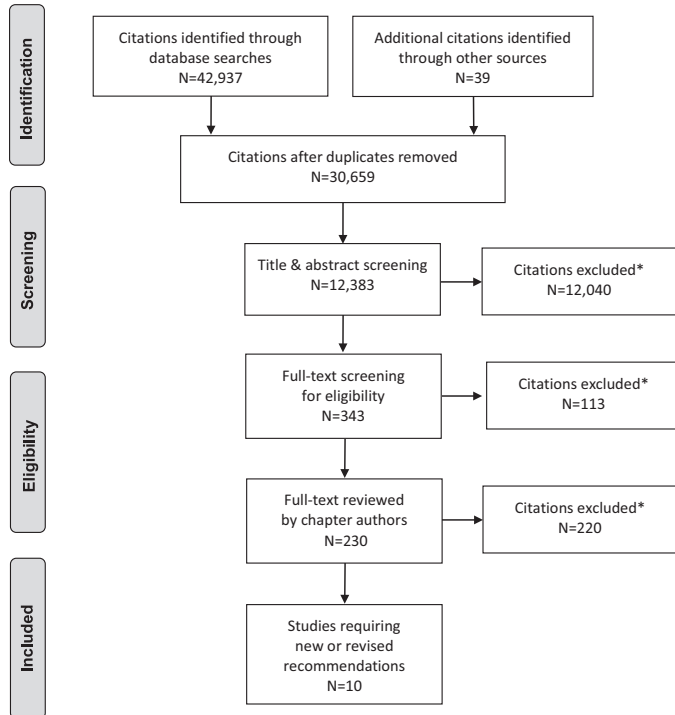 Identification
Citations identified through
database searches
N=42,937
Additional citations identified
through other sources
N=39
Citations after duplicates removed
N=30,659
Screening
Title & abstract screening
N=12,383
Citations excluded*
N=12,040
Eligibility
Full-text screening
for eligibility
N=343
Citations excluded*
N=113
Full-text reviewed
by chapter authors
N=230
Citations excluded*
N=220
Included
Studies requiring
new or revised
recommendations
N=10